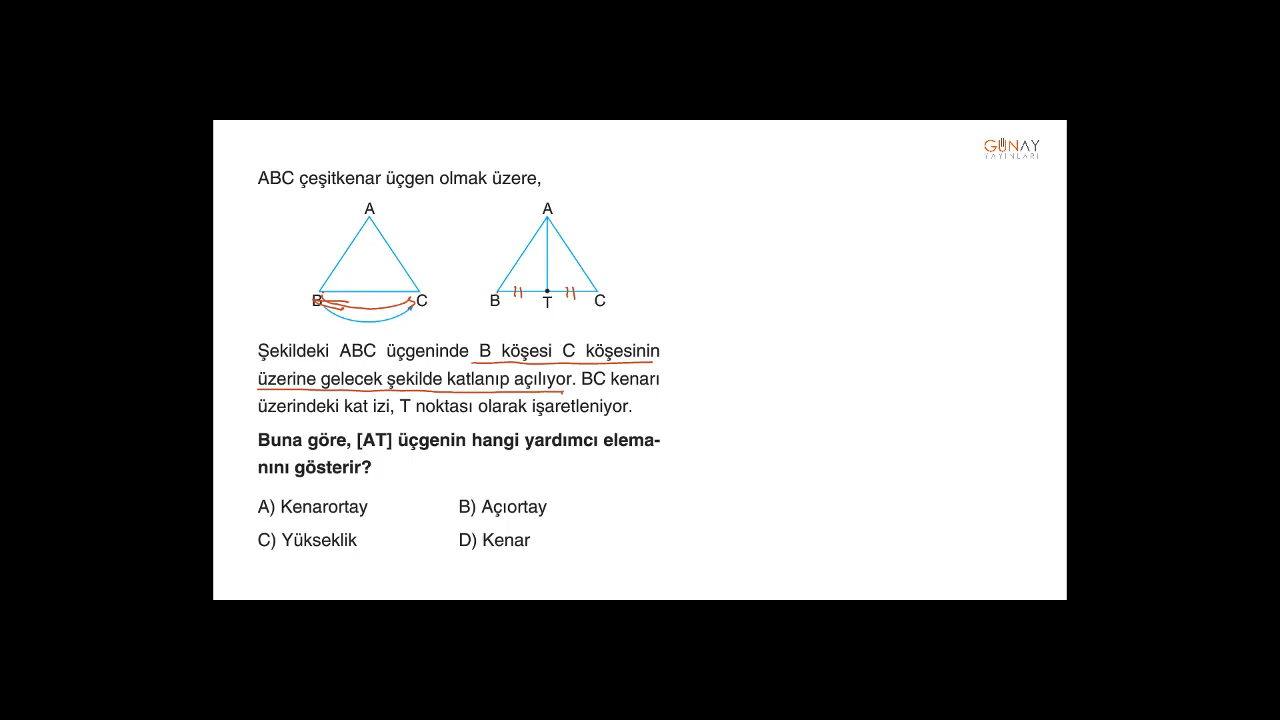 GÜNAY
YAYINLARI
ABC çeşitkenar üçgen olmak üzere,
A
B
C
A
B
T
C
Şekildeki ABC üçgeninde B köşesi C köşesinin
üzerine gelecek şekilde katlanıp açılıyor. BC kenarı
üzerindeki kat izi, T noktası olarak işaretleniyor.
Buna göre, [AT] üçgenin hangi yardımcı elema-
nını gösterir?
A) Kenarortay B) Açıortay
C) Yükseklik D) Kenar